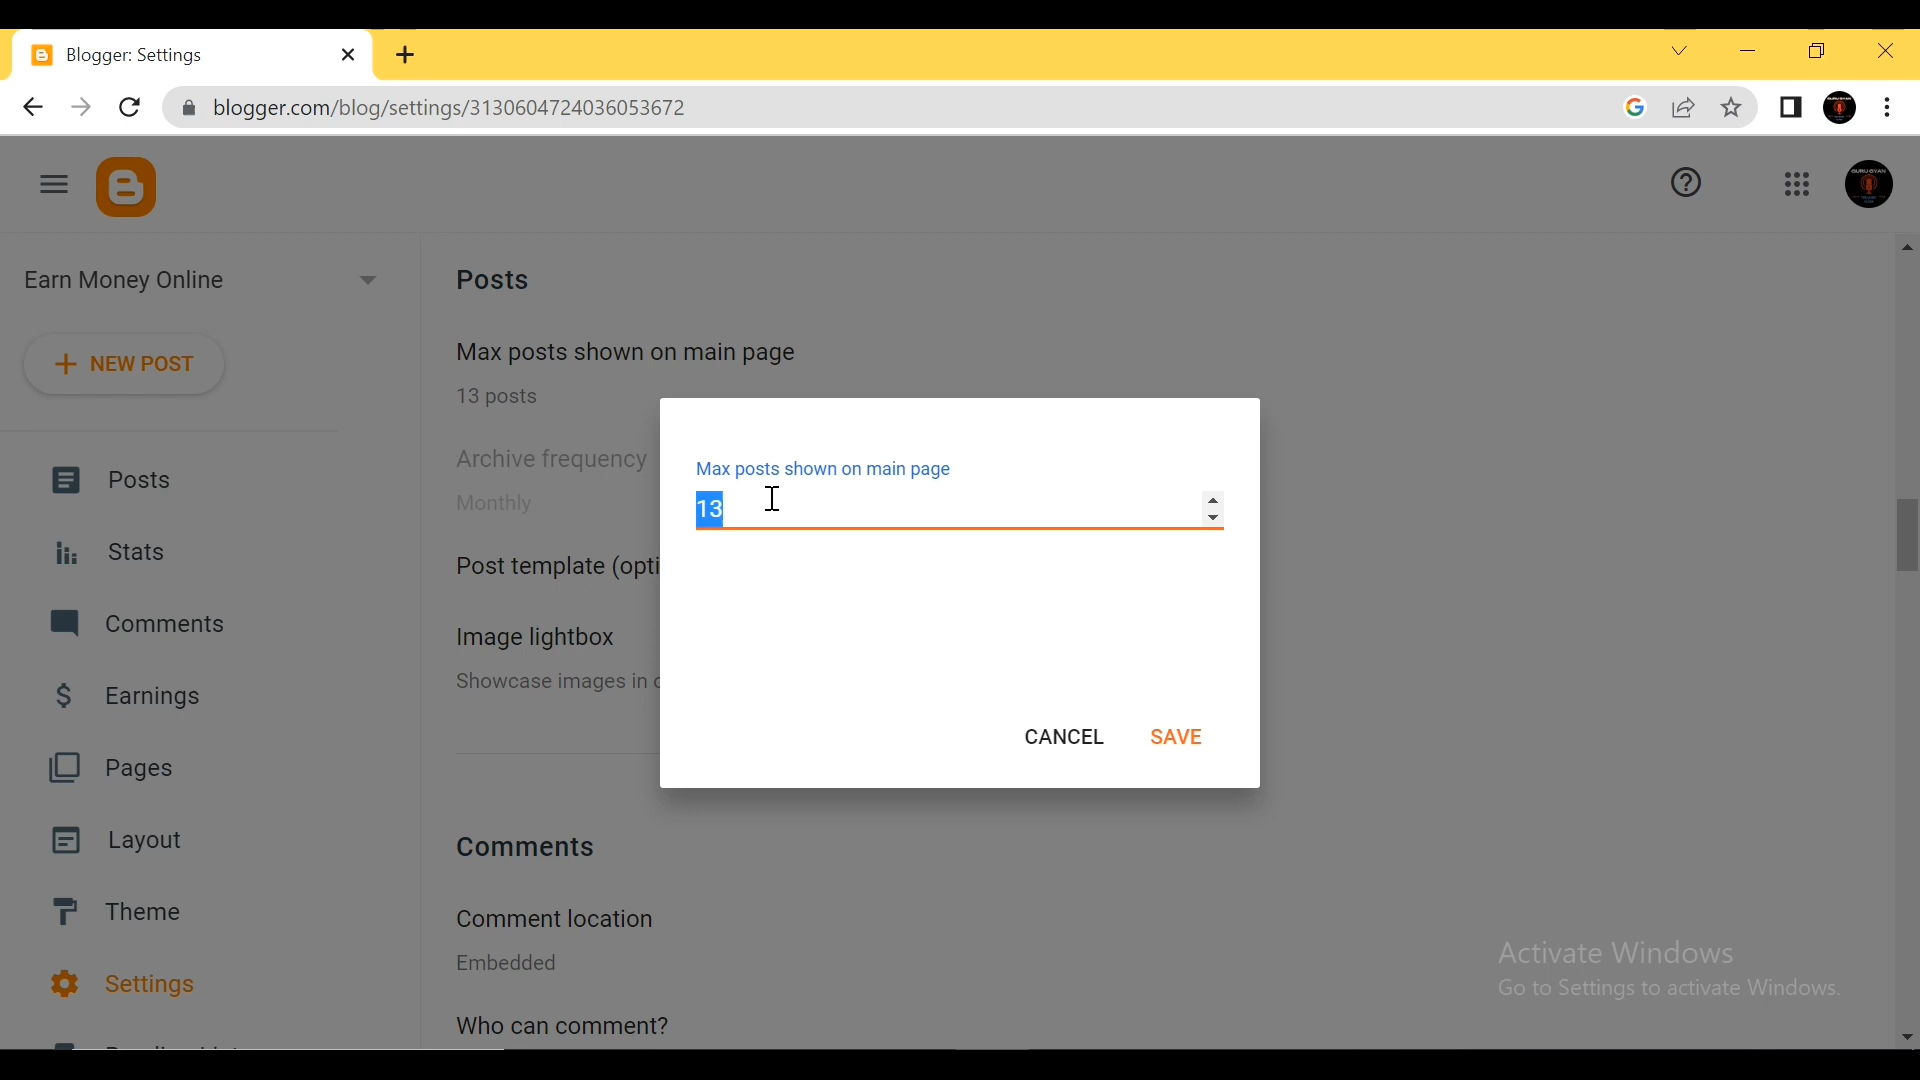 Blogger: Settings
blogger.com/blog/settings/3130604724036053672
Earn Money Online
NEW POST
Posts
Stats
Comments
Earnings
Pages
Layout
Theme
Settings
Posts
Max posts shown on main page
13 posts
Archive frequency
Monthly
Post template (opti
Image lightbox
Showcase images in
Comments
Comment location
Embedded
Who can comment?
Max posts shown on main page
13
CANCEL SAVE
Activate Windows
Go to Settings to activate Windows.